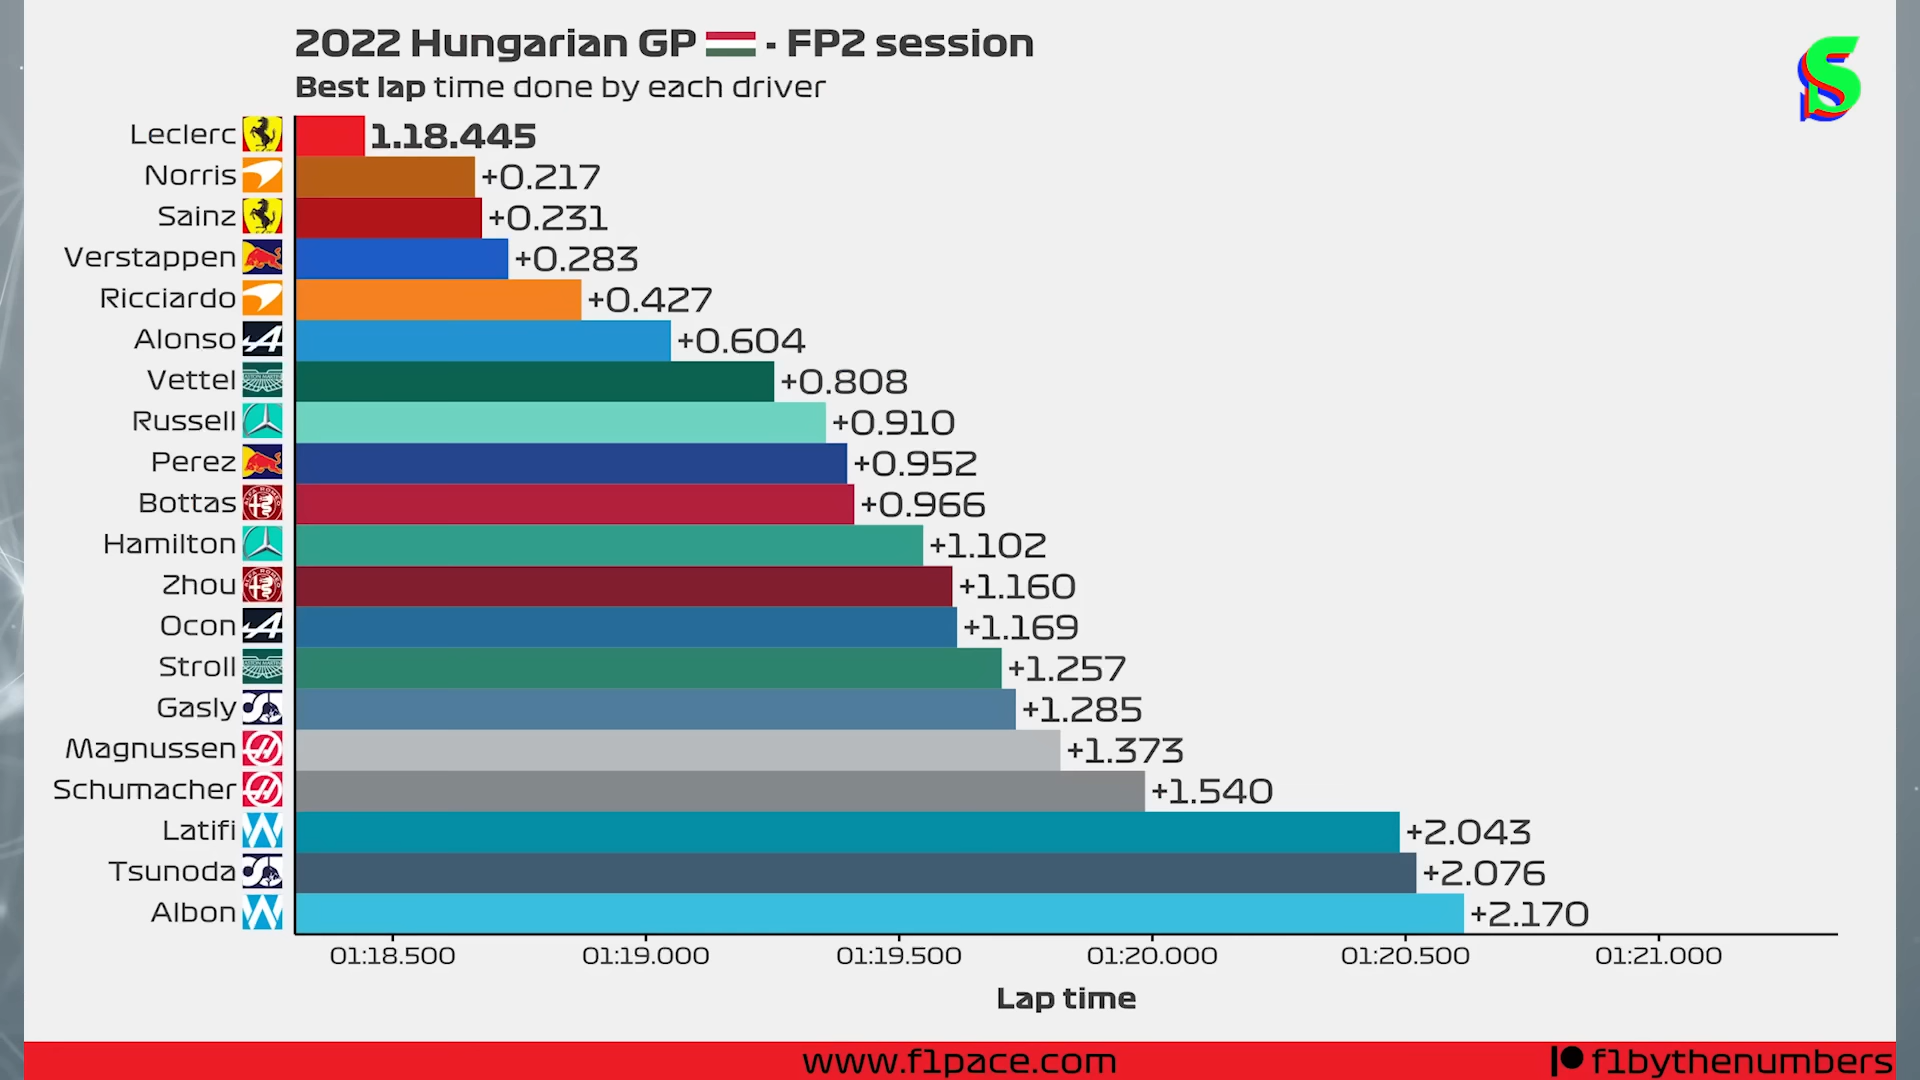 2022 Hungarian GP - FP2 session
Best lap time done by each driver
Leclerc 1.18.445
Norris +0.217
Sainz +0.231
Verstappen +0.283
Ricciardo +0.427
Alonso +0.604
Vettel +0.808
Russell +0.910
Perez +0.952
Bottas +0.966
Hamilton +1.102
Zhou +1.160
Ocon +1.169
Stroll +1.257
Gasly +1.285
Magnussen +1.373
Schumacher +1.540
Latifi +2.043
Tsunoda +2.076
Albon +2.170
01:18.500 01:19.000 01:19.500 01:20.000 01:20.500 01:21.000
Lap time
www.f1pace.com
f1bythenumbers